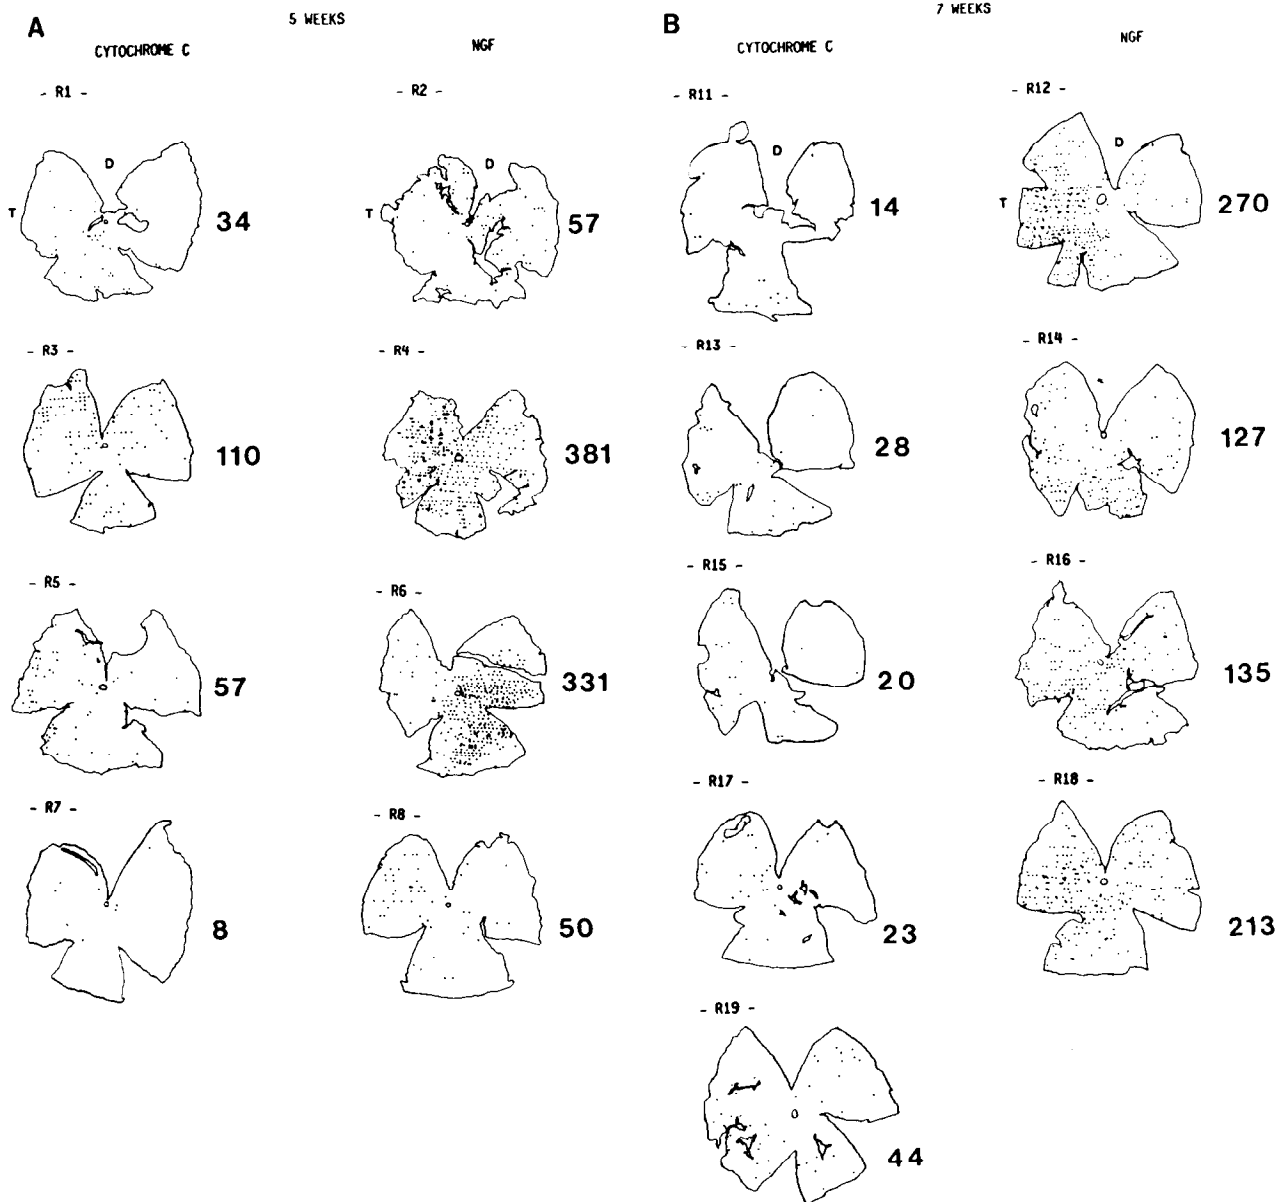 A
5 WEEKS
CYTOCHROME C
NGF
- R1 -
- R2 -
D
T
34
D
T
57
- R3 -
- R4 -
110
381
- R5 -
- R6 -
57
331
- R7 -
- R8 -
8
50
B
7 WEEKS
CYTOCHROME C
NGF
- R11 -
- R12 -
D
14
D
T
270
- R13 -
- R14 -
28
127
- R15 -
- R16 -
20
135
- R17 -
- R18 -
23
213
- R19 -
44